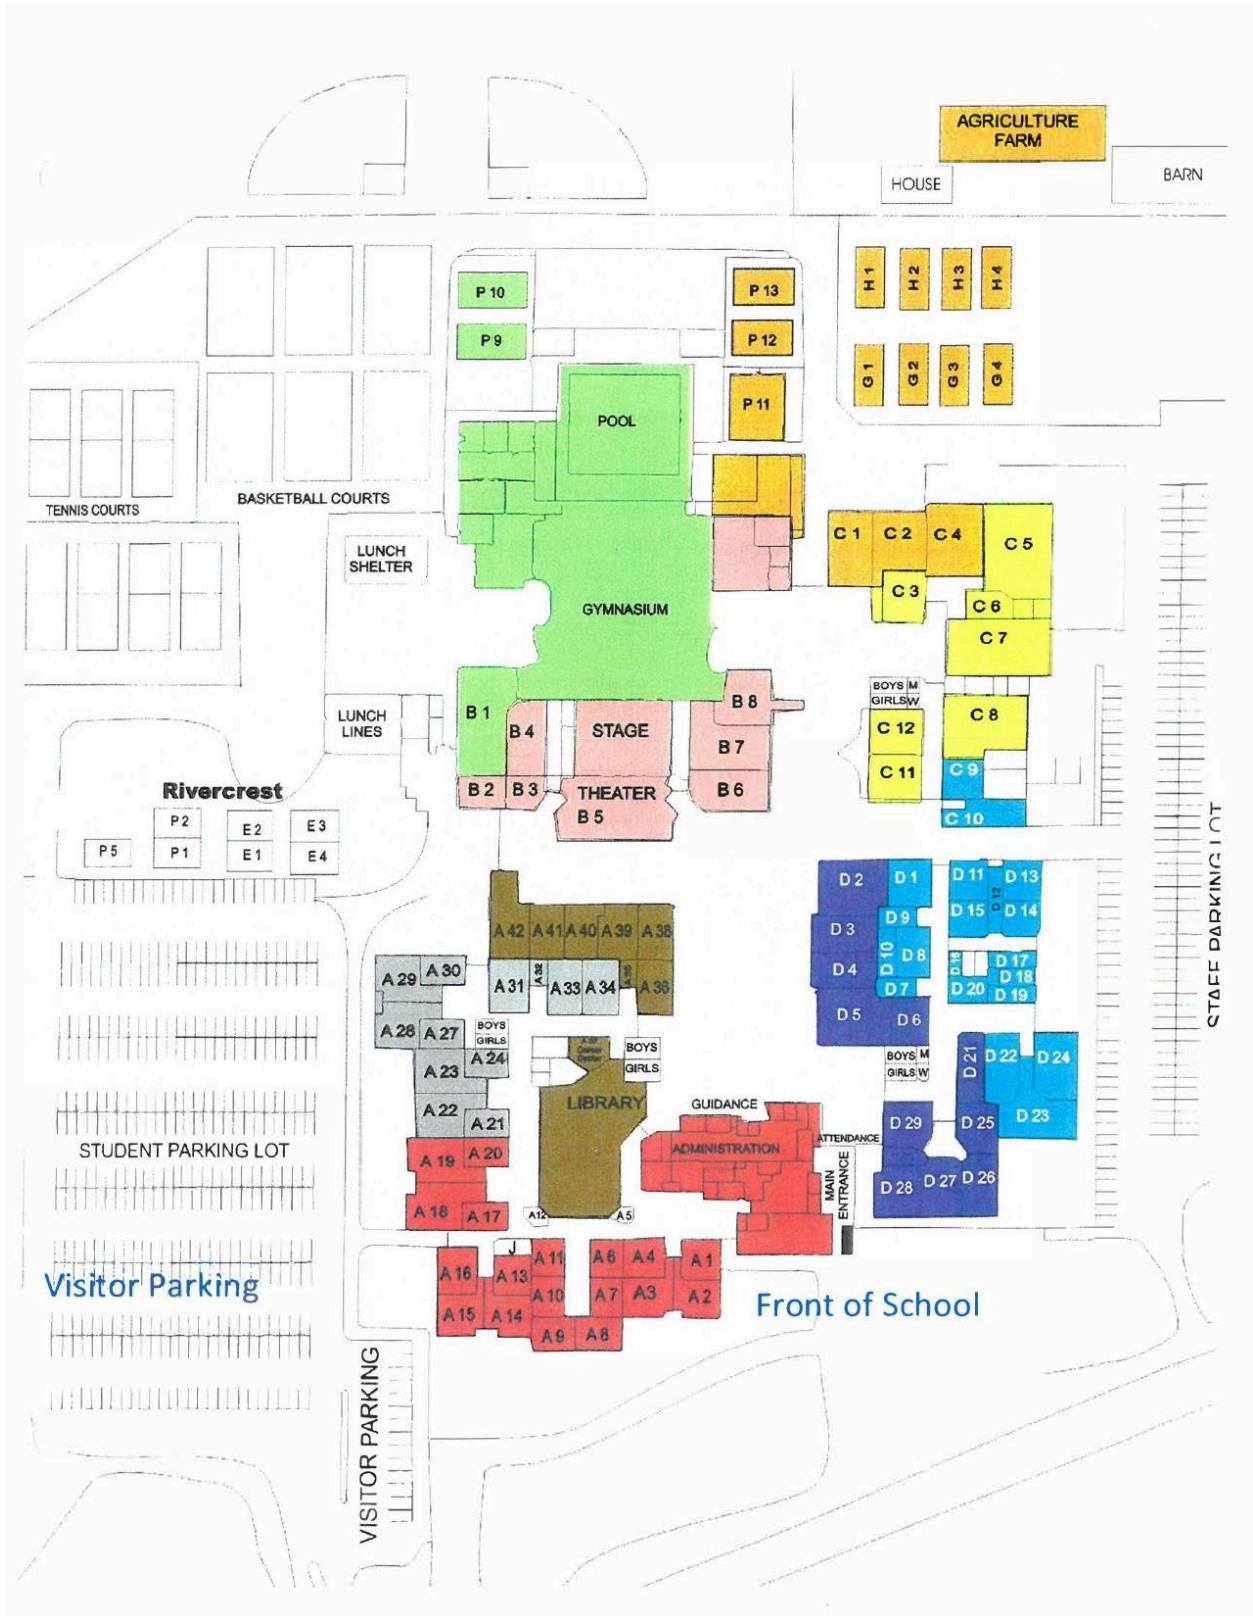 AGRICULTURE
FARM
HOUSE
BARN
H 1
H 2
H 3
H 4
P 10
P 13
P 9
P 12
G 1
G 2
G 3
G 4
P 11
POOL
BASKETBALL COURTS
TENNIS COURTS
LUNCH
SHELTER
C 1
C 2
C 4
C 5
C 3
C 6
GYMNASIUM
C 7
BOYS M
GIRLS W
B 8
LUNCH
LINES
B 1
B 4
STAGE
B 7
C 12
C 8
C 11
C 9
Rivercrest
B 2
B 3
THEATER
B 5
B 6
C 10
P 2
E 2
E 3
P 5
P 1
E 1
E 4
STAFF PARKING LOT
D 2
D 1
D 11
D 12
D 13
D 9
D 15
D 14
D 3
D 10
D 8
D 16
D 17
D 4
D 18
D 7
D 20
D 19
D 5
D 6
A 42
A 41
A 40
A 39
A 38
A 29
A 30
A 31
A 32
A 33
A 34
A 35
A 36
A 28
A 27
BOYS
GIRLS
A 24
A 37
Career
Center
BOYS
GIRLS
BOYS M
GIRLS W
D 21
D 22
D 24
A 23
A 22
A 21
LIBRARY
GUIDANCE
D 29
D 25
D 23
STUDENT PARKING LOT
A 19
A 20
ADMINISTRATION
ATTENDANCE
MAIN
ENTRANCE
D 28
D 27
D 26
A 18
A 17
A12
A 5
J
A 16
A 13
A 11
A 6
A 4
A 1
Visitor Parking
A 15
A 14
A 10
A 7
A 3
A 2
Front of School
A 9
A 8
VISITOR PARKING